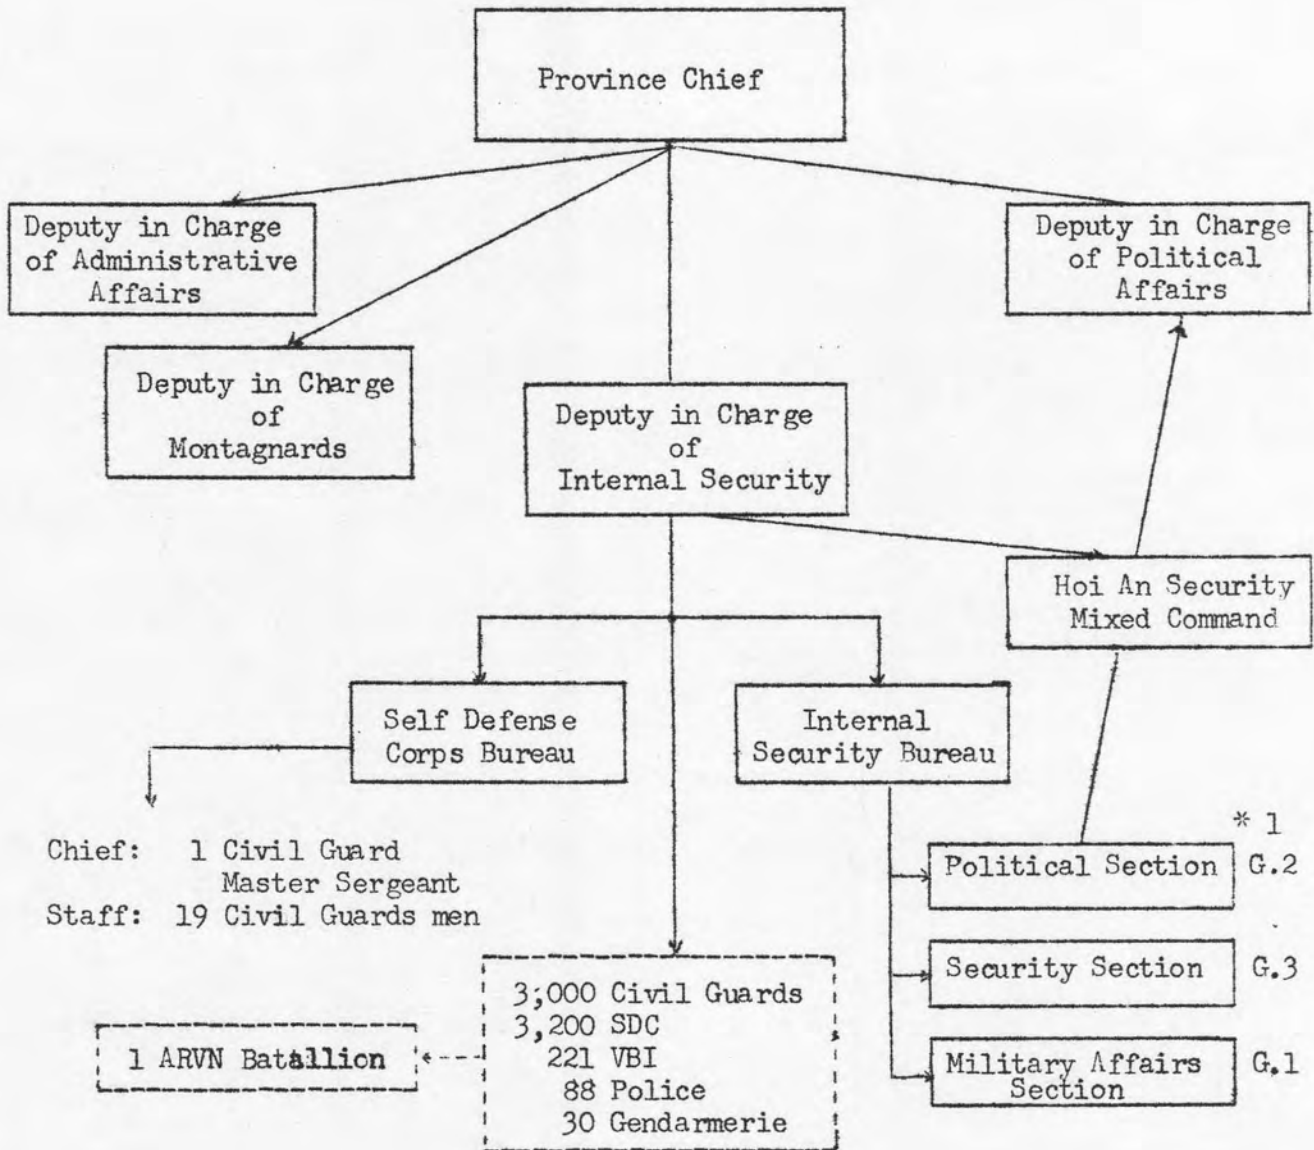 Province Chief
Deputy in Charge
of Administrative
Affairs
Deputy in Charge
of Political
Affairs
Deputy in Charge
of
Montagnards
Deputy in Charge
of
Internal Security
Hoi An Security
Mixed Command
Self Defense
Corps Bureau
Internal
Security Bureau
Chief: 1 Civil Guard
Master Sergeant
Staff: 19 Civil Guards men
* 1
Political Section G.2
Security Section G.3
Military Affairs G.1
Section
3,000 Civil Guards
3,200 SDC
221 VBI
88 Police
30 Gendarmerie
1 ARVN Batallion